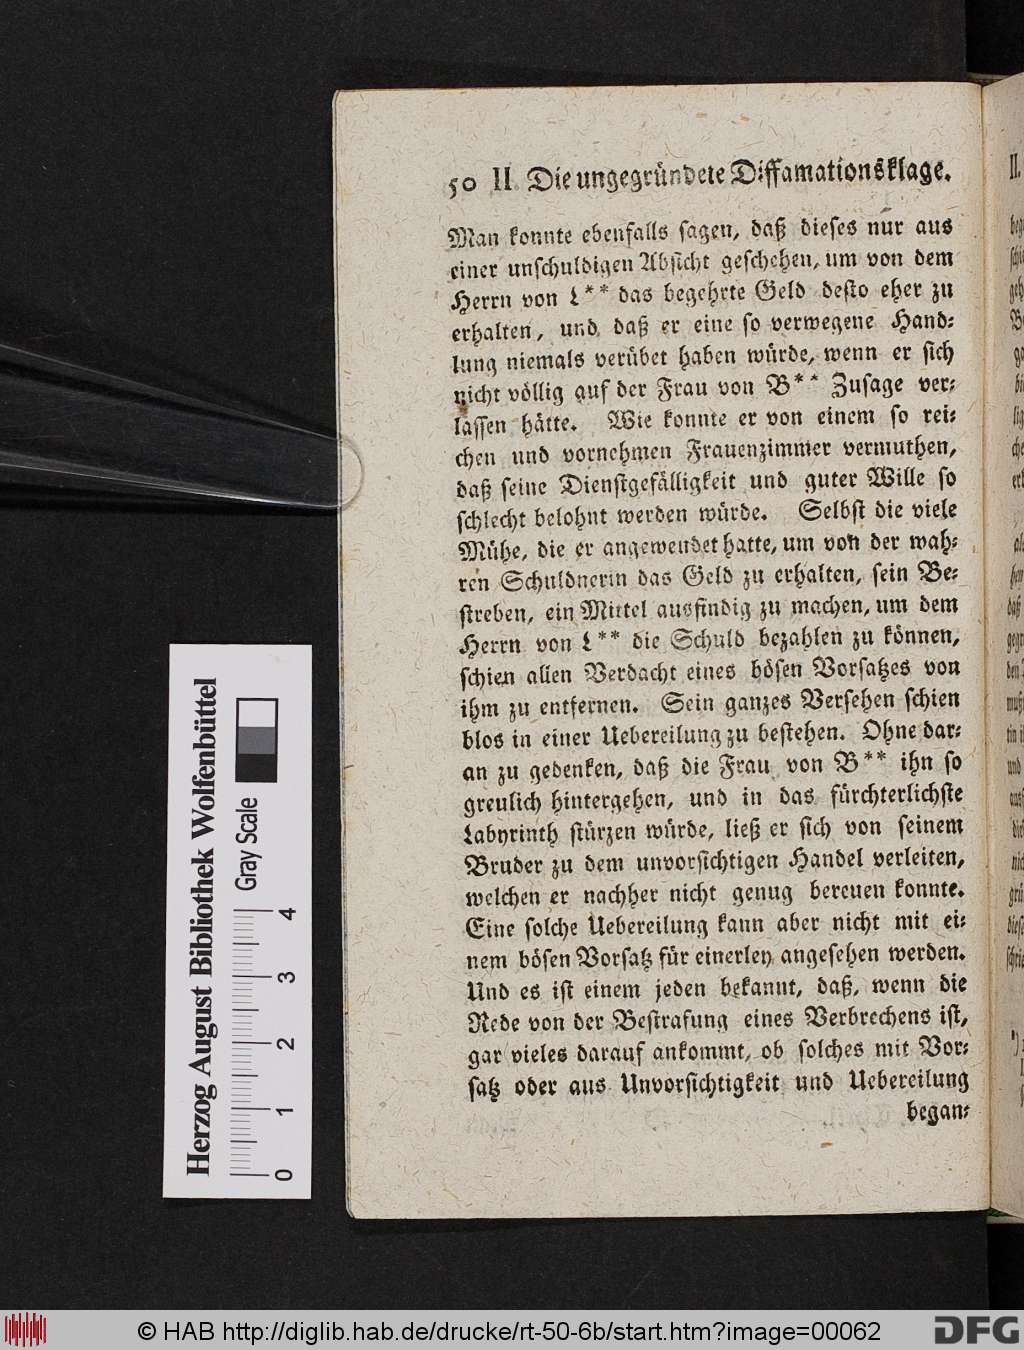 50 II. Die ungegründete Diffamationsklage.
Man konnte ebenfalls sagen, daß dieses nur aus
einer unschuldigen Absicht geschehen, um von dem
Herrn von L** das begehrte Geld desto eher zu
erhalten, und daß er eine so verwegene Hand-
lung niemals verübet haben würde, wenn er sich
nicht völlig auf der Frau von B** Zusage ver-
lassen hätte. Wie konnte er von einem so rei-
chen und vornehmen Frauenzimmer vermuthen,
daß seine Dienstgefälligkeit und guter Wille so
schlecht belohnt werden würde. Selbst die viele
Mühe, die er angewendet hatte, um von der wah-
ren Schuldnerin das Geld zu erhalten, sein Be-
streben, ein Mittel ausfindig zu machen, um dem
Herrn von L** die Schuld bezahlen zu können,
schien allen Verdacht eines bösen Vorsatzes von
ihm zu entfernen. Sein ganzes Versehen schien
blos in einer Uebereilung zu bestehen. Ohne dar-
an zu gedenken, daß die Frau von B** ihn so
greulich hintergehen, und in das fürchterlichste
Labyrinth stürzen würde, ließ er sich von seinem
Bruder zu dem unvorsichtigen Handel verleiten,
welchen er nachher nicht genug bereuen konnte.
Eine solche Uebereilung kann aber nicht mit ei-
nem bösen Vorsatz für einerley angesehen werden.
Und es ist einem jeden bekannt, daß, wenn die
Rede von der Bestrafung eines Verbrechens ist,
gar vieles darauf ankommt, ob solches mit Vor-
satz oder aus Unvorsichtigkeit und Uebereilung
began-
II.
Herzog August Bibliothek Wolfenbüttel
Gray Scale
0 1 2 3 4
© HAB http://diglib.hab.de/drucke/rt-50-6b/start.htm?image=00062
DFG